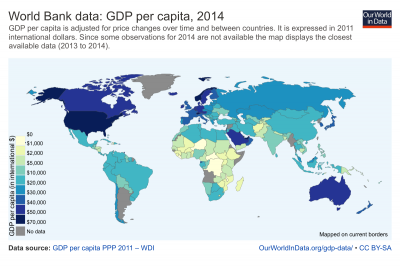 World Bank data: GDP per capita, 2014
Our World
in Data
GDP per capita is adjusted for price changes over time and between countries. It is expressed in 2011
international dollars. Since some observations for 2014 are not available the map displays the closest
available data (2013 to 2014).
GDP per capita (in international $)
$0
$1,000
$2,000
$5,000
$10,000
$20,000
$30,000
$40,000
$50,000
$70,000
No data
Mapped on current borders
Data source: GDP per capita PPP 2011 – WDI
OurWorldInData.org/gdp-data/ • CC BY-SA